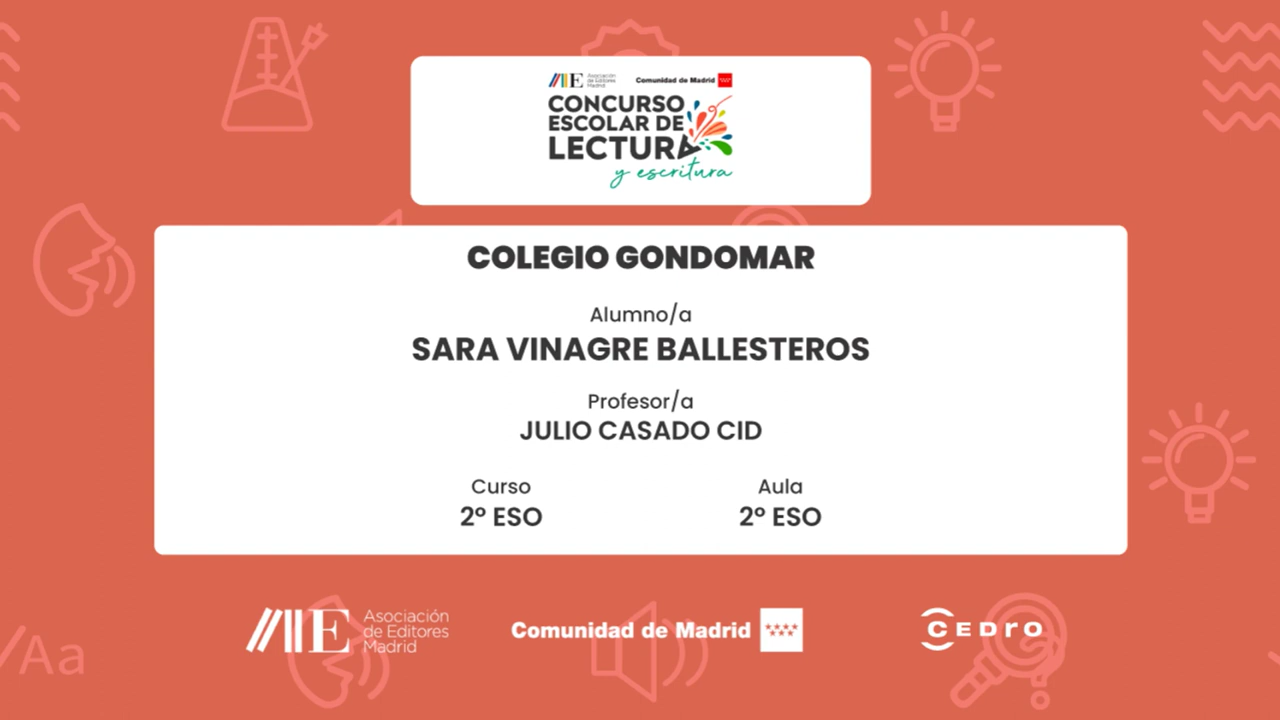 Asociación
de Editores
Madrid
Comunidad de Madrid
CONCURSO
ESCOLAR DE
LECTURA
y escritura
COLEGIO GONDOMAR
Alumno/a
SARA VINAGRE BALLESTEROS
Profesor/a
JULIO CASADO CID
Curso
Aula
2º ESO
2º ESO
Asociación
de Editores
Madrid
Comunidad de Madrid
CEDRO
Aa